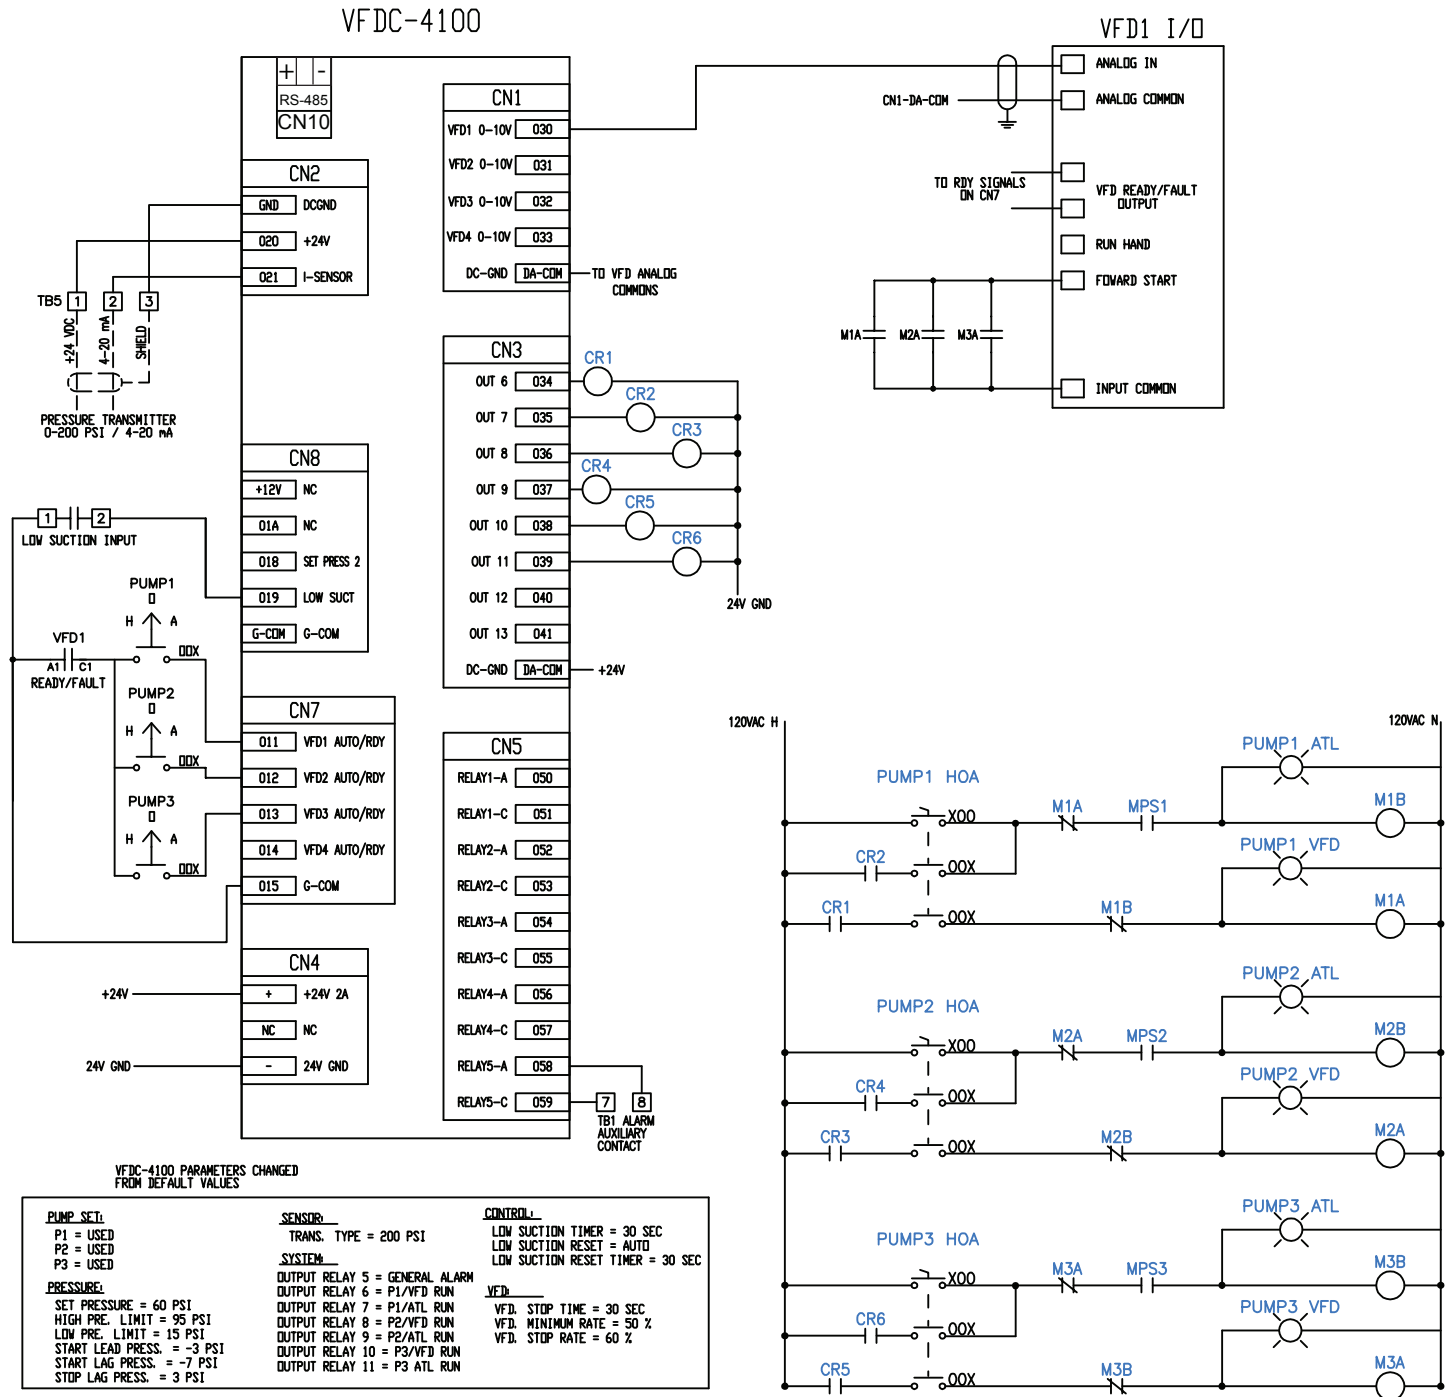 VFDC-4100
VFD1 I/O
+ -
RS-485
CN10
CN1
VFD1 0-10V 030
VFD2 0-10V 031
VFD3 0-10V 032
VFD4 0-10V 033
DC-GND DA-COM
TO VFD ANALOG
COMMONS
ANALOG IN
CN1-DA-COM
ANALOG COMMON
TO RDY SIGNALS
ON CN7
VFD READY/FAULT
OUTPUT
RUN HAND
FOWARD START
M1A M2A M3A
INPUT COMMON
CN2
GND DCGND
020 +24V
021 I-SENSOR
TB5 1 2 3
+24 VDC
4-20 mA
SHIELD
PRESSURE TRANSMITTER
0-200 PSI / 4-20 mA
CN3
OUT 6 034 CR1
OUT 7 035 CR2
OUT 8 036 CR3
OUT 9 037 CR4
OUT 10 038 CR5
OUT 11 039 CR6
OUT 12 040
OUT 13 041
24V GND
DC-GND DA-COM +24V
CN8
+12V NC
01A NC
018 SET PRESS 2
019 LOW SUCT
G-COM G-COM
1 2
LOW SUCTION INPUT
PUMP1
H A
OOX
VFD1
A1 C1
READY/FAULT
PUMP2
H A
OOX
PUMP3
H A
OOX
CN7
011 VFD1 AUTO/RDY
012 VFD2 AUTO/RDY
013 VFD3 AUTO/RDY
014 VFD4 AUTO/RDY
015 G-COM
CN4
+24V + +24V 2A
NC NC
24V GND - 24V GND
CN5
RELAY1-A 050
RELAY1-C 051
RELAY2-A 052
RELAY2-C 053
RELAY3-A 054
RELAY3-C 055
RELAY4-A 056
RELAY4-C 057
RELAY5-A 058
RELAY5-C 059
7 8
TB1 ALARM
AUXILIARY
CONTACT
120VAC H
120VAC N
PUMP1 ATL
PUMP1 HOA
XOO M1A MPS1 M1B
CR2 OOX
PUMP1 VFD
CR1 OOX M1B M1A
PUMP2 ATL
PUMP2 HOA
XOO M2A MPS2 M2B
CR4 OOX
PUMP2 VFD
CR3 OOX M2B M2A
PUMP3 ATL
PUMP3 HOA
XOO M3A MPS3 M3B
CR6 OOX
PUMP3 VFD
CR5 OOX M3B M3A
VFDC-4100 PARAMETERS CHANGED
FROM DEFAULT VALUES
PUMP SET:
P1 = USED
P2 = USED
P3 = USED
PRESSURE:
SET PRESSURE = 60 PSI
HIGH PRE. LIMIT = 95 PSI
LOW PRE. LIMIT = 15 PSI
START LEAD PRESS. = -3 PSI
START LAG PRESS. = -7 PSI
STOP LAG PRESS. = 3 PSI
SENSOR:
TRANS. TYPE = 200 PSI
SYSTEM:
OUTPUT RELAY 5 = GENERAL ALARM
OUTPUT RELAY 6 = P1/VFD RUN
OUTPUT RELAY 7 = P1/ATL RUN
OUTPUT RELAY 8 = P2/VFD RUN
OUTPUT RELAY 9 = P2/ATL RUN
OUTPUT RELAY 10 = P3/VFD RUN
OUTPUT RELAY 11 = P3 ATL RUN
CONTROL:
LOW SUCTION TIMER = 30 SEC
LOW SUCTION RESET = AUTO
LOW SUCTION RESET TIMER = 30 SEC
VFD:
VFD. STOP TIME = 30 SEC
VFD. MINIMUM RATE = 50 %
VFD. STOP RATE = 60 %